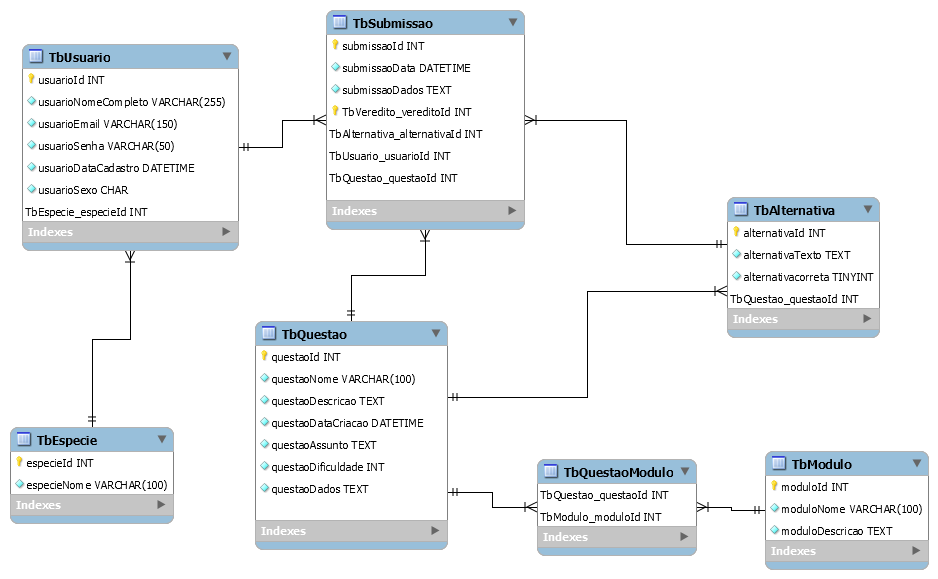 TbUsuario
usuarioId INT
usuarioNomeCompleto VARCHAR(255)
usuarioEmail VARCHAR(150)
usuarioSenha VARCHAR(50)
usuarioDataCadastro DATETIME
usuarioSexo CHAR
TbEspecie_especieId INT
Indexes
TbSubmissao
submissaoId INT
submissaoData DATETIME
submissaoDados TEXT
TbVeredito_vereditoId INT
TbAlternativa_alternativaId INT
TbUsuario_usuarioId INT
TbQuestao_questaoId INT
Indexes
TbAlternativa
alternativaId INT
alternativaTexto TEXT
alternativacorreta TINYINT
TbQuestao_questaoId INT
Indexes
TbQuestao
questaoId INT
questaoNome VARCHAR(100)
questaoDescricao TEXT
questaoDataCriacao DATETIME
questaoAssunto TEXT
questaoDificuldade INT
questaoDados TEXT
Indexes
TbEspecie
especieId INT
especieNome VARCHAR(100)
Indexes
TbQuestaoModulo
TbQuestao_questaoId INT
TbModulo_moduloId INT
Indexes
TbModulo
moduloId INT
moduloNome VARCHAR(100)
moduloDescricao TEXT
Indexes